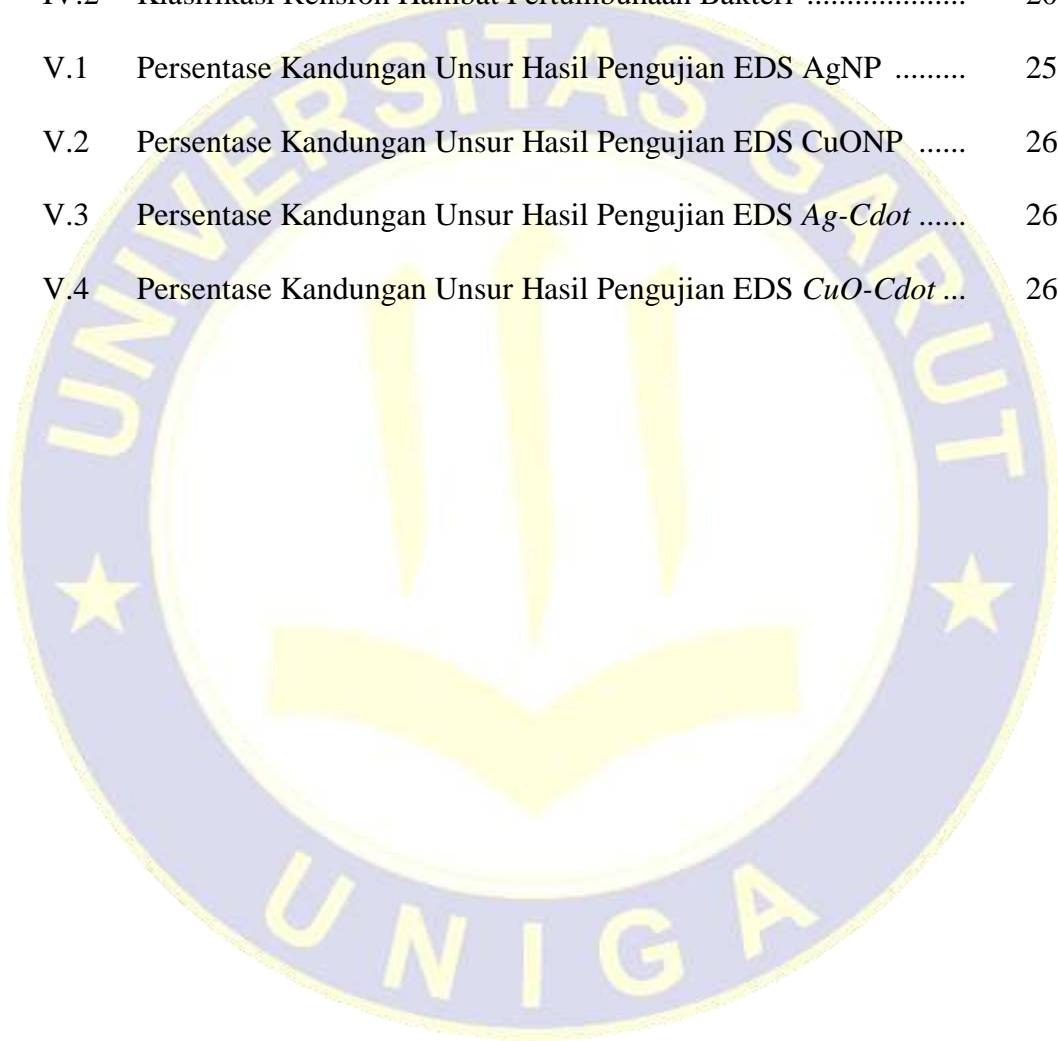 V.1 Persentase Kandungan Unsur Hasil Pengujian EDS AgNP ......... 25
V.2 Persentase Kandungan Unsur Hasil Pengujian EDS CuONP ...... 26
V.3 Persentase Kandungan Unsur Hasil Pengujian EDS Ag-Cdot ...... 26
V.4 Persentase Kandungan Unsur Hasil Pengujian EDS CuO-Cdot ... 26
UNIVERSITAS GARUT
UNIGA